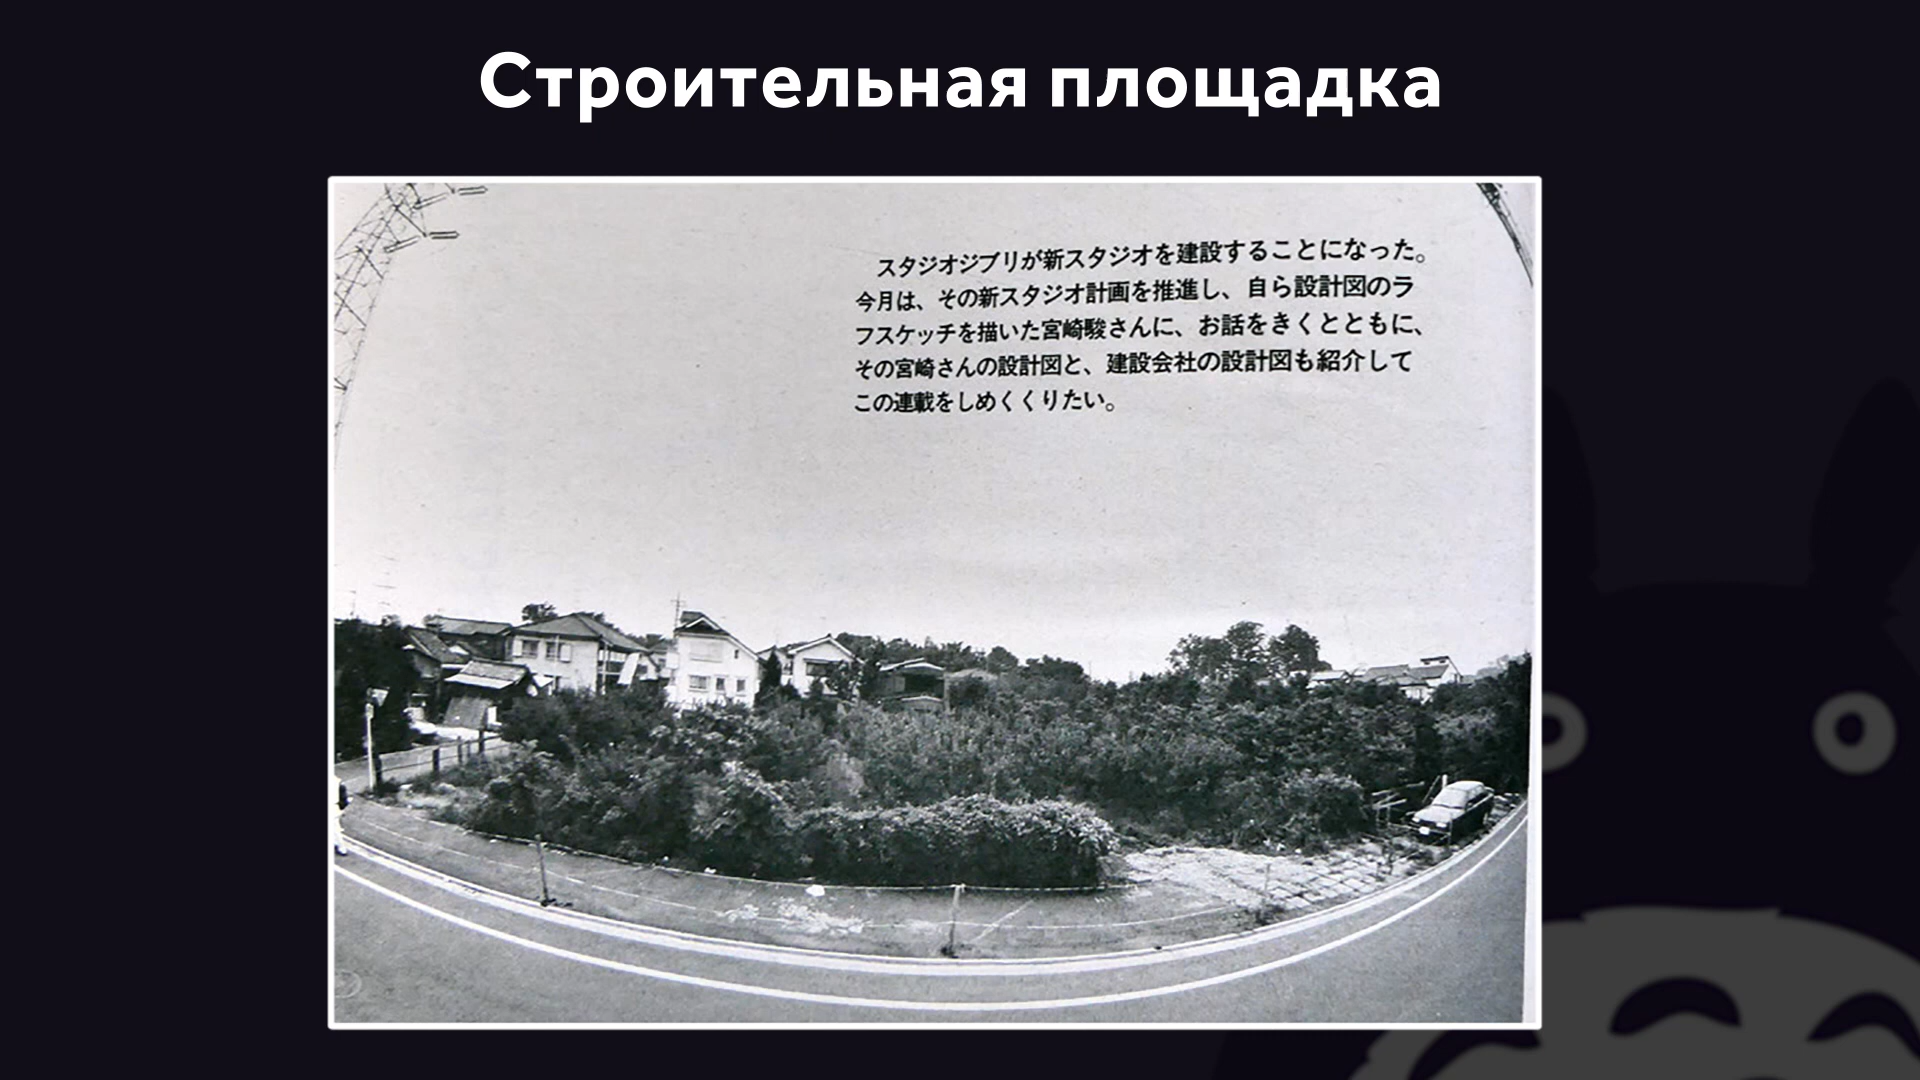 Строительная площадка
スタジオジブリが新スタジオを建設することになった。
今月は、その新スタジオ計画を推進し、自ら設計図のラ
フスケッチを描いた宮崎駿さんに、お話をきくとともに、
その宮崎さんの設計図と、建設会社の設計図も紹介して
この連載をしめくくりたい。